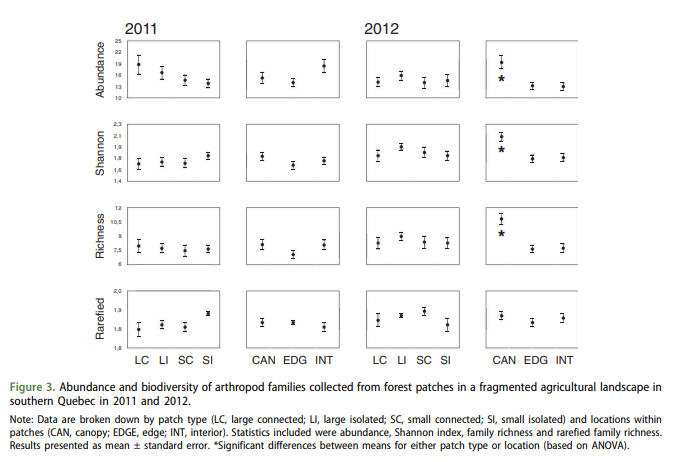 2011 2012
Abundance
25
22
19
16
13
10
*
Shannon
2,3
2,1
1,9
1,8
1,6
1,4
*
Richness
12
10,5
9
7,5
6
*
Rarefied
2,0
1,9
1,8
1,8
LC LI SC SI CAN EDG INT LC LI SC SI CAN EDG INT
Figure 3. Abundance and biodiversity of arthropod families collected from forest patches in a fragmented agricultural landscape in
southern Quebec in 2011 and 2012.
Note: Data are broken down by patch type (LC, large connected; LI, large isolated; SC, small connected; SI, small isolated) and locations within
patches (CAN, canopy; EDGE, edge; INT, interior). Statistics included were abundance, Shannon index, family richness and rarefied family richness.
Results presented as mean ± standard error. *Significant differences between means for either patch type or location (based on ANOVA).